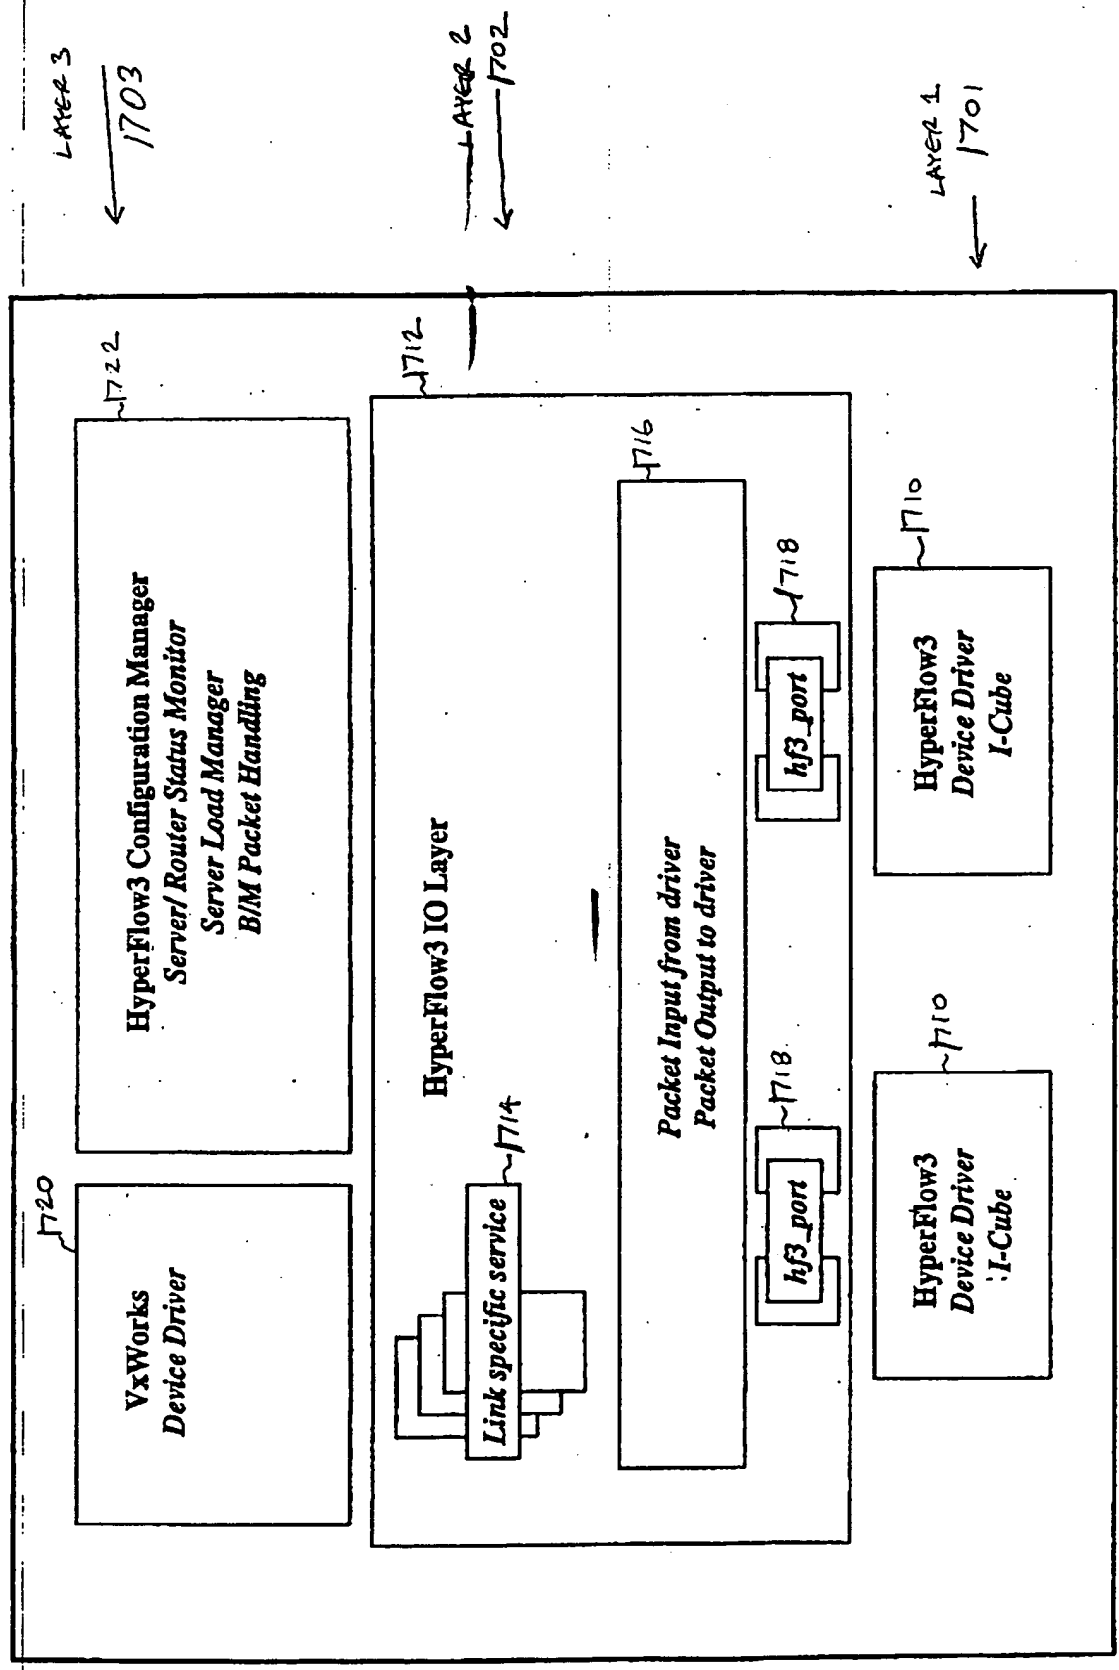 LAYER 3
1703
1720
1722
VxWorks
Device Driver
HyperFlow3 Configuration Manager
Server/Router Status Monitor
Server Load Manager
B/M Packet Handling
LAYER 2
1702
1712
HyperFlow3 IO Layer
1714
Link specific service
1716
Packet Input from driver
Packet Output to driver
1718
hf3_port
1718
hf3_port
LAYER 1
1701
1710
HyperFlow3
Device Driver
I-Cube
1710
HyperFlow3
Device Driver
I-Cube